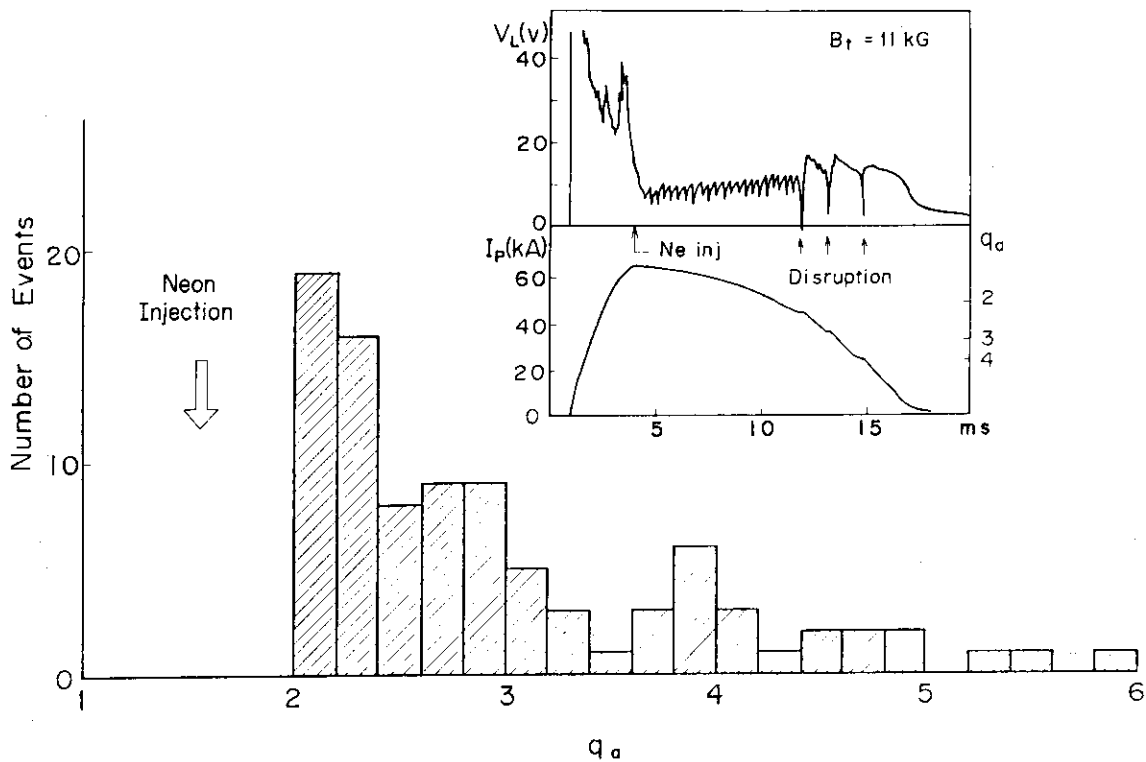 V_L(v)
B_t = 11 kG
40
20
0
I_P(kA)
Ne inj
Disruption
q_a
60
40
20
0
2
3
4
5
10
15
ms
Number of Events
20
10
0
Neon
Injection
1
2
3
4
5
6
q_a